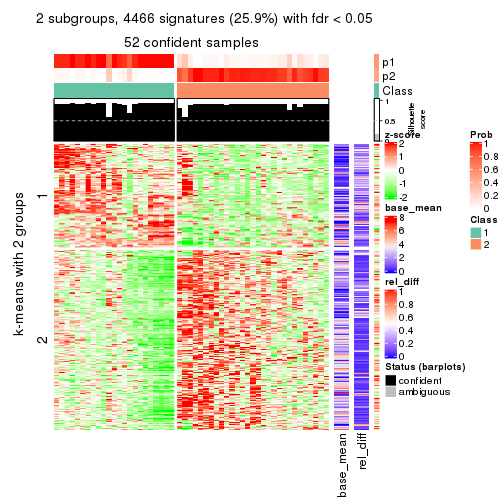 2 subgroups, 4466 signatures (25.9%) with fdr < 0.05
52 confident samples
p1
p2
Class
1
0.5
0
Silhouette
score
k-means with 2 groups
1
2
base_mean
rel_diff
z-score
2
1
0
-1
-2
base_mean
8
6
4
2
0
rel_diff
1
0.8
0.6
0.4
0.2
0
Status (barplots)
confident
ambiguous
Prob
1
0.8
0.6
0.4
0.2
0
Class
1
2